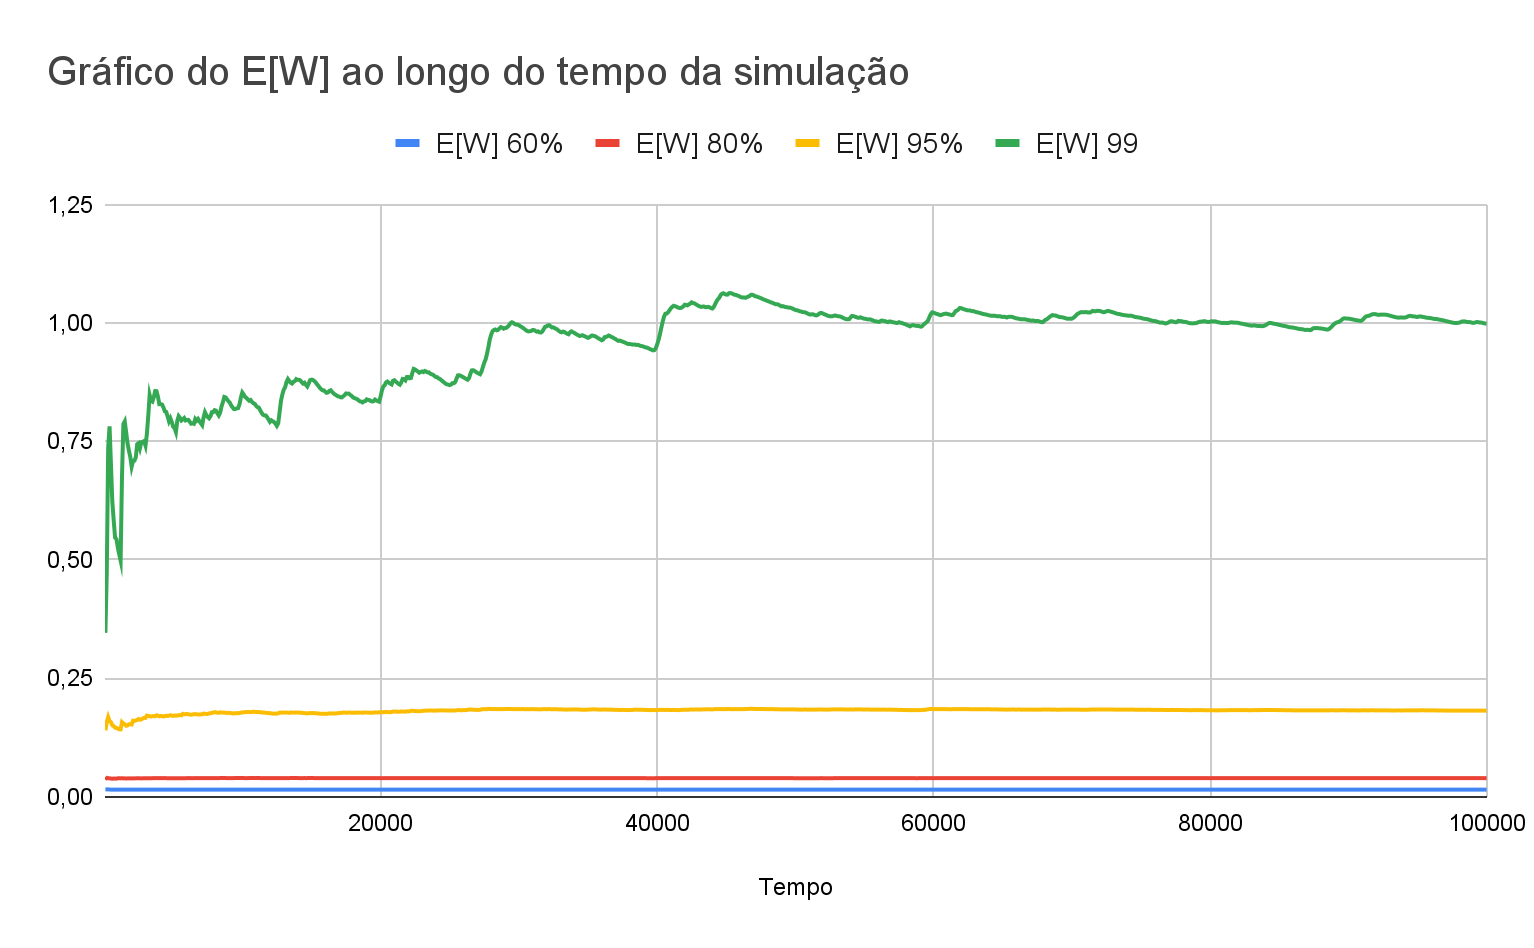 Gráfico do E[W] ao longo do tempo da simulação
E[W] 60% E[W] 80% E[W] 95% E[W] 99
1,25
1,00
0,75
0,50
0,25
0,00
20000 40000 60000 80000 100000
Tempo